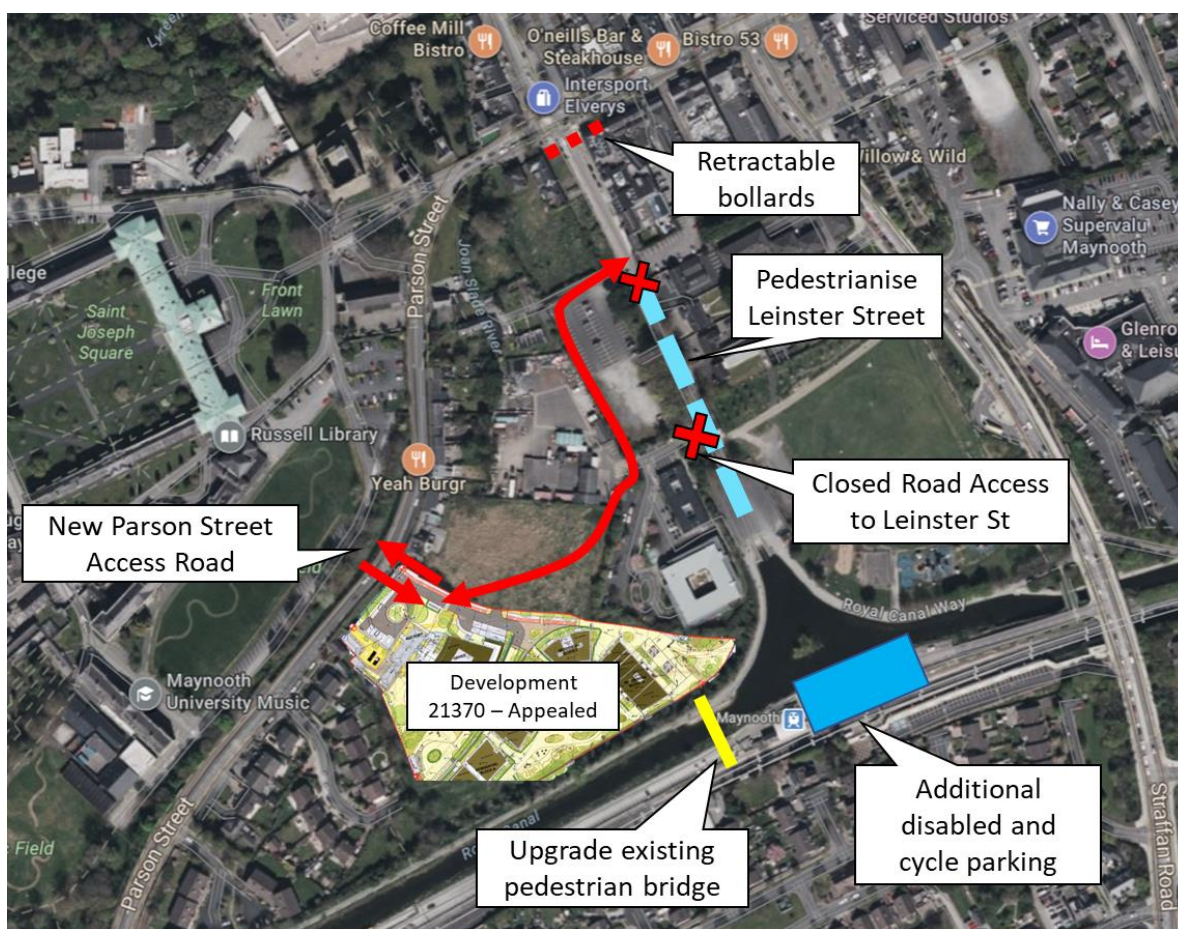 Lyreen
Coffee Mill
Bistro
O'neills Bar &
Steakhouse
Bistro 53
Serviced Studios
Intersport
Elverys
Retractable
bollards
Willow & Wild
Nally & Casey
Supervalu
Maynooth
Parson Street
Joan Slade River
Front
Lawn
Saint
Joseph
Square
Pedestrianise
Leinster Street
Glenro
& Leisu
Russell Library
Yeah Burgr
Closed Road Access
to Leinster St
New Parson Street
Access Road
Royal Canal Way
Development
21370 – Appealed
Maynooth
University Music
Maynooth
Additional
disabled and
cycle parking
Upgrade existing
pedestrian bridge
Canal
Field
Parson Street
Straffan Road